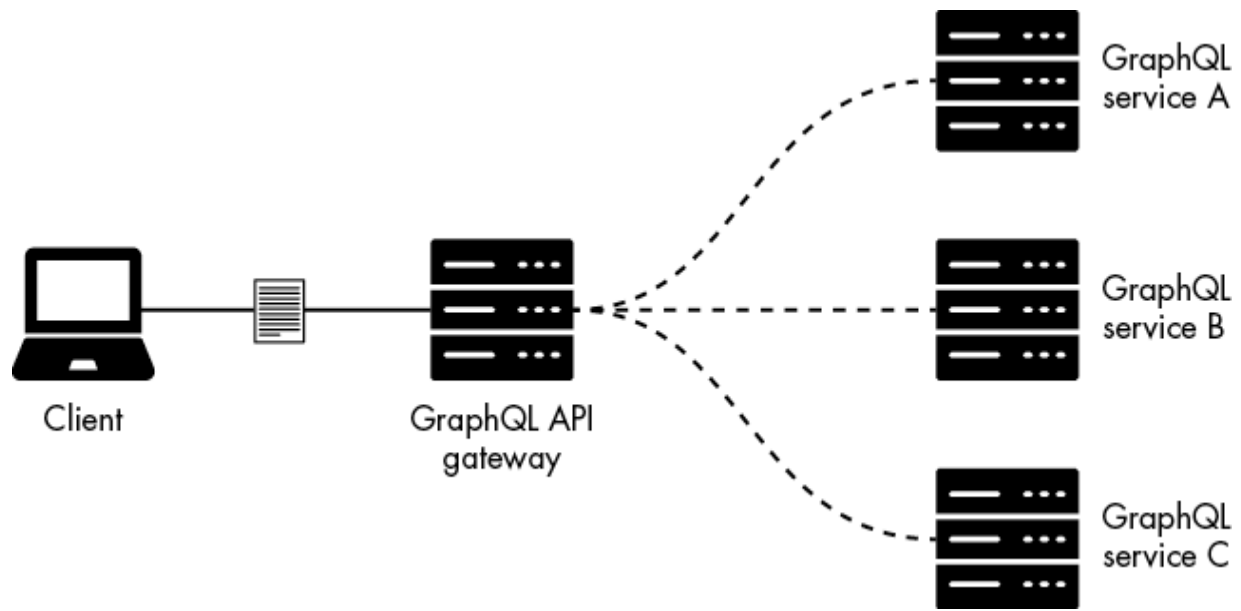 GraphQL
service A
GraphQL
service B
Client
GraphQL API
gateway
GraphQL
service C